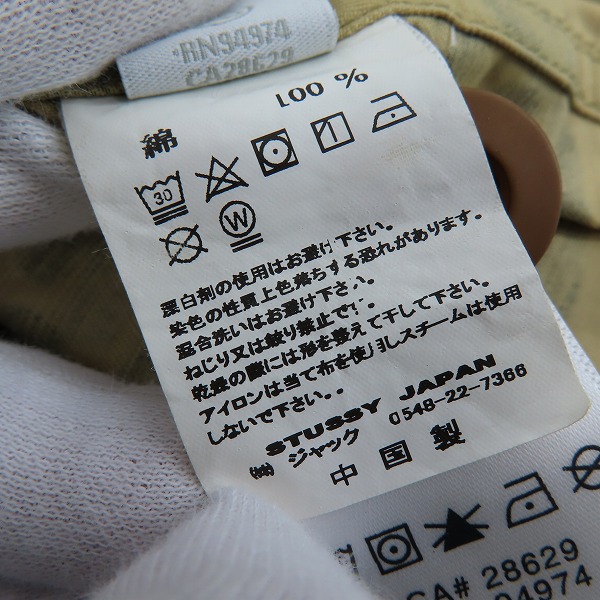 RN94974
CA28629
綿 100 %
30
W
漂白剤の使用はお避け下さい。
染色の性質上色落ちする恐れがあります。
混合洗いはお避け下さい。
ねじり又は絞り禁止です。
乾燥の際には形を整えて干して下さい。
アイロンは当て布を使用しスチームは使用
しないで下さい。
STUSSY JAPAN
㈱ジャック 0548-22-7366
中国製
CA# 28629
94974